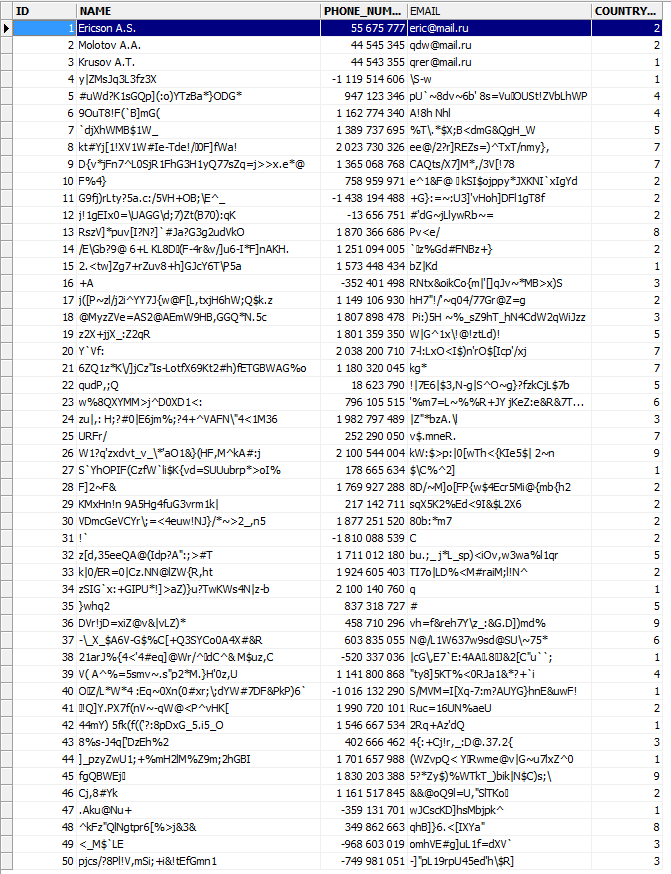 ID NAME PHONE_NUM... EMAIL COUNTRY...
1 Ericson A.S. 55 675 777 eric@mail.ru 2
2 Molotov A.A. 44 545 345 qdw@mail.ru 2
3 Krusov A.T. 44 543 355 qrer@mail.ru 1
4 y|ZMsJq3L3fz3X -1 119 514 606 \S-w 1
5 #uWd?K1sGQp](:o)YTzBa*}ODG* 947 123 346 pU`~8dv~6b' 8s=Vu▯OUSt!ZVbLhWP 4
6 9OuT8!F(`B]mG( 1 162 774 340 A!8h Nhl 4
7 `djXhWMB$1W_ 1 389 737 695 %T\.*$X;B<dmG&QgH_W 5
8 kt#Yj[1!XV1W#Ie-Tde!/▯0F]fWa! 2 023 730 326 ee@/2?r]REZs=)^TxT/nmy}, 7
9 D{v*jFn7^L0SjR1FhG3H1yQ77sZq=j>>x.e*@ 1 365 068 768 CAQts/X7]M*,/3V[!78 7
10 F%4} 758 959 971 e^1&F@ ▯kSI$ojppy*JXKNI`xIgYd 2
11 G9fj)rLty?5a.c:/5VH+OB;\E^_ -1 438 194 488 +G}:=~:U3]'vHoh]DFl1gT8f 2
12 j!1gEIx0=\UAGG\d;7)Zt(B70):qK -13 656 751 #'dG~jLlywRb~= 2
13 RszV]*puv[I?N?]`#Ja?G3g2udVkO 1 870 366 686 Pv<e/ 8
14 /E\Gb?9@ 6+L KL8D▯(F-4r&v/]u6-I*F]nAKH. 1 251 094 005 `▯z%Gd#FNBz+} 2
15 2.<tw]Zg7+rZuv8+h]GJcY6T\P5a 1 573 448 434 bZ|Kd 1
16 +A -352 401 498 RNtx&oikCo{m|'[]qJv~*MB>x)S 3
17 j([P~zl/j2i^YY7J{w@F[L,txjH6hW;Q$k.z 1 149 106 930 hH7"!/'~q04/77Gr@Z=g 2
18 @MyzZVe=AS2@AEmW9HB,GGQ*N.5c 1 807 898 478 Pi:)5H ~%_sZ9hT_hN4CdW2qWiJzz 3
19 z2X+jjX_:Z2qR 1 801 359 350 W|G^1x\!@!ztLd)! 5
20 Y`Vf: 2 038 200 710 7-l:LxO<I$)n'rO$[Icp'/xj 7
21 6ZQ1z*K\/]jCz"Is-LotfX69Kt2#h)fETGBWAG%o 1 180 320 045 kg* 7
22 qudP,;Q 18 623 790 !|7E6|$3,N-g|S^O~g}?fzkCjL$7b 5
23 w%8QXYMM>j^D0XD1<: 796 105 515 '%m7=L~%%R+JY jKeZ:e&R&7T... 6
24 zu|,: H;?#0|E6jm%;?4+^VAFN\"4<1M36 1 982 797 489 |Z"*bzA.\| 3
25 URFr/ 252 290 050 v$.mneR. 7
26 W1?q'zxdvt_v_\*'aO1&}(HF,M^kA#:j 2 100 544 004 kW:$>p:|0[wTh<{KIe5$| 2~n 9
27 S`YhOPIF(CzfW`li$K{vd=SUUubrp*>oI% 178 665 634 $\C%^2] 1
28 F]2~F& 1 769 927 288 8D/~M]o[FP{w$4Ecr5Mi@{mb{h2 2
29 KMxHn!n 9A5Hg4fuG3vrm1k| 217 142 711 sqX5K2%Ed<9I&$L2X6 2
30 VDmcGeVCYr\;=<4euw!NJ}/*~>2_,n5 1 877 251 520 80b:*m7 2
31 !` -1 810 088 539 C 2
32 z[d,35eeQA@(Idp?A":;>#T 1 711 012 180 bu.;_ j*L_sp)<iOv,w3wa%l1qr 5
33 k|0/ER=0|Cz.NN@lZW{R,ht 1 924 605 403 TI7o|LD%<M#raiM;l!N^ 2
34 zSIG`x:+GIPU*!]>aZ)}u?TwKWs4N|z-b 2 100 140 760 q 1
35 }whq2 837 318 727 # 5
36 DVr!jD=xiZ@v&|vLZ)* 458 710 296 vh=f&reh7Y\z_:&G.D])md% 9
37 -\_X_$A6V-G$%C[+Q3SYCo0A4X#&R 603 835 055 N@/L1W637w9sd@SU\~75* 6
38 21arJ%{4<'4#eq]@Wr/^▯dC^& M$uz,C -520 337 036 |cG\,E7`E:4AA▯.8▯J&2[C"u``; 1
39 V( A^%=5smv~.s"p2*M.}H'0z,U 1 141 800 868 "ty8]5KT%<0RJa1&*?+`i 4
40 O▯Z/L*W*4 :Eq~0Xn(0#xr;\;dYW#7DF&PkP)6` -1 016 132 290 S/MVM=I[Xq-7:m?AUYG}hnE&uwF! 1
41 ▯!Q]Y.PX7f(nV~-qW@<P^vHK[ 1 990 720 101 Ruc=16UN%aeU 2
42 44mY) 5fk(f(('?:8pDxG_5.i5_O 1 546 667 534 2Rq+Az'dQ 1
43 8%s-J4q['DzEh%2 402 666 462 4{:+Cj!r,_:D@.37.2{ 3
44 ]_pzyZwU1;+%mH2lM%Z9m;2hGBI 1 701 657 988 (WZvpQ< Y▯Rwme@v|G~u7lxZ^0 1
45 fgQBWEj▯ 1 830 203 388 5?*Zy$)%WTkT_)bik|N$C)s;\ 9
46 Cj,8#Yk 1 161 517 845 &&@oQ9l=U,"SlTKo▯ 2
47 .Aku@Nu+ -359 131 701 wJCscKD]hsMbjpk^ 1
48 ^kFz"QlNgtpr6[%>j&3& 349 862 663 qhB]}6.<[IXYa" 8
49 <_M$`LE -968 603 019 omhVE#g]uL1f=dXV` 3
50 pjcs/?8Pl!V,mSi;+i&!tEfGmn1 -749 981 051 -]"pL19rpU45ed'h\$R] 3